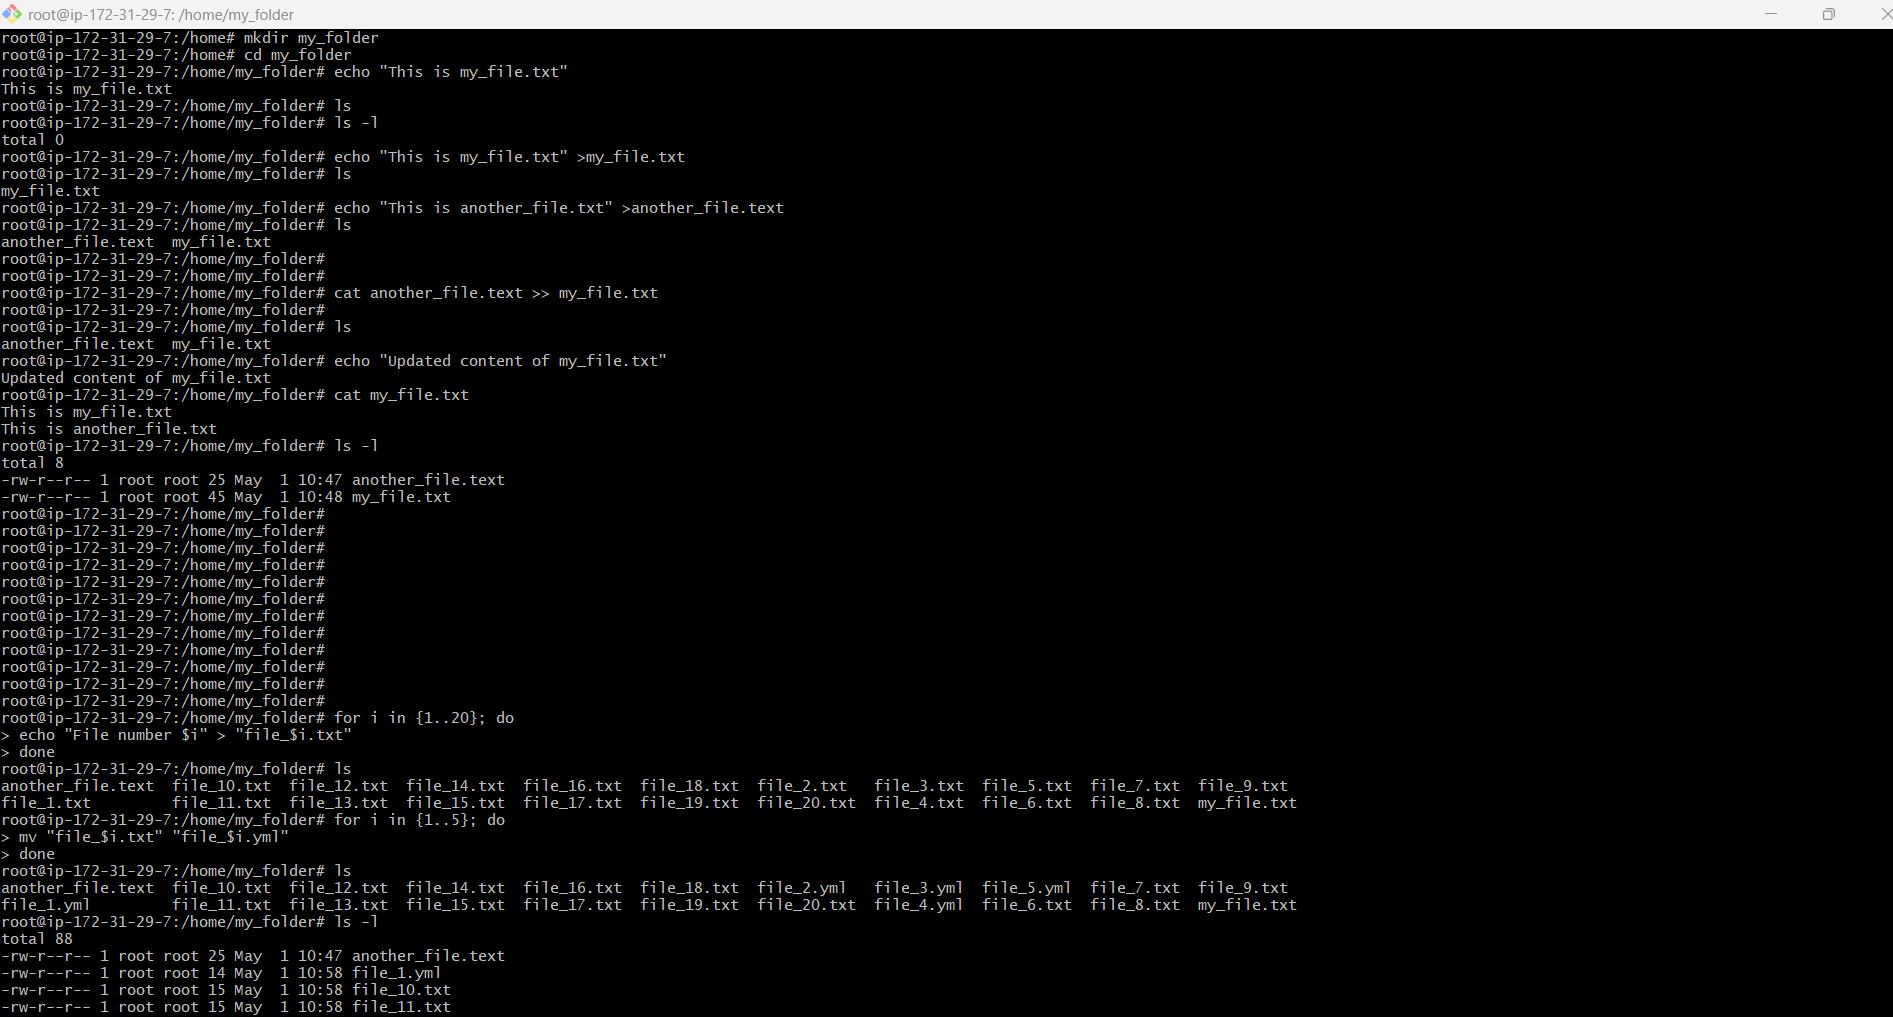 root@ip-172-31-29-7: /home/my_folder
root@ip-172-31-29-7:/home# mkdir my_folder
root@ip-172-31-29-7:/home# cd my_folder
root@ip-172-31-29-7:/home/my_folder# echo "This is my_file.txt"
This is my_file.txt
root@ip-172-31-29-7:/home/my_folder# ls
root@ip-172-31-29-7:/home/my_folder# ls -l
total 0
root@ip-172-31-29-7:/home/my_folder# echo "This is my_file.txt" >my_file.txt
root@ip-172-31-29-7:/home/my_folder# ls
my_file.txt
root@ip-172-31-29-7:/home/my_folder# echo "This is another_file.txt" >another_file.text
root@ip-172-31-29-7:/home/my_folder# ls
another_file.text  my_file.txt
root@ip-172-31-29-7:/home/my_folder#
root@ip-172-31-29-7:/home/my_folder#
root@ip-172-31-29-7:/home/my_folder# cat another_file.text >> my_file.txt
root@ip-172-31-29-7:/home/my_folder#
root@ip-172-31-29-7:/home/my_folder# ls
another_file.text  my_file.txt
root@ip-172-31-29-7:/home/my_folder# echo "Updated content of my_file.txt"
Updated content of my_file.txt
root@ip-172-31-29-7:/home/my_folder# cat my_file.txt
This is my_file.txt
This is another_file.txt
root@ip-172-31-29-7:/home/my_folder# ls -l
total 8
-rw-r--r-- 1 root root 25 May  1 10:47 another_file.text
-rw-r--r-- 1 root root 45 May  1 10:48 my_file.txt
root@ip-172-31-29-7:/home/my_folder#
root@ip-172-31-29-7:/home/my_folder#
root@ip-172-31-29-7:/home/my_folder#
root@ip-172-31-29-7:/home/my_folder#
root@ip-172-31-29-7:/home/my_folder#
root@ip-172-31-29-7:/home/my_folder#
root@ip-172-31-29-7:/home/my_folder#
root@ip-172-31-29-7:/home/my_folder#
root@ip-172-31-29-7:/home/my_folder#
root@ip-172-31-29-7:/home/my_folder#
root@ip-172-31-29-7:/home/my_folder#
root@ip-172-31-29-7:/home/my_folder#
root@ip-172-31-29-7:/home/my_folder# for i in {1..20}; do
> echo "File number $i" > "file_$i.txt"
> done
root@ip-172-31-29-7:/home/my_folder# ls
another_file.text  file_10.txt  file_12.txt  file_14.txt  file_16.txt  file_18.txt  file_2.txt   file_3.txt  file_5.txt  file_7.txt  file_9.txt
file_1.txt         file_11.txt  file_13.txt  file_15.txt  file_17.txt  file_19.txt  file_20.txt  file_4.txt  file_6.txt  file_8.txt  my_file.txt
root@ip-172-31-29-7:/home/my_folder# for i in {1..5}; do
> mv "file_$i.txt" "file_$i.yml"
> done
root@ip-172-31-29-7:/home/my_folder# ls
another_file.text  file_10.txt  file_12.txt  file_14.txt  file_16.txt  file_18.txt  file_2.yml   file_3.yml  file_5.yml  file_7.txt  file_9.txt
file_1.yml         file_11.txt  file_13.txt  file_15.txt  file_17.txt  file_19.txt  file_20.txt  file_4.yml  file_6.txt  file_8.txt  my_file.txt
root@ip-172-31-29-7:/home/my_folder# ls -l
total 88
-rw-r--r-- 1 root root 25 May  1 10:47 another_file.text
-rw-r--r-- 1 root root 14 May  1 10:58 file_1.yml
-rw-r--r-- 1 root root 15 May  1 10:58 file_10.txt
-rw-r--r-- 1 root root 15 May  1 10:58 file_11.txt